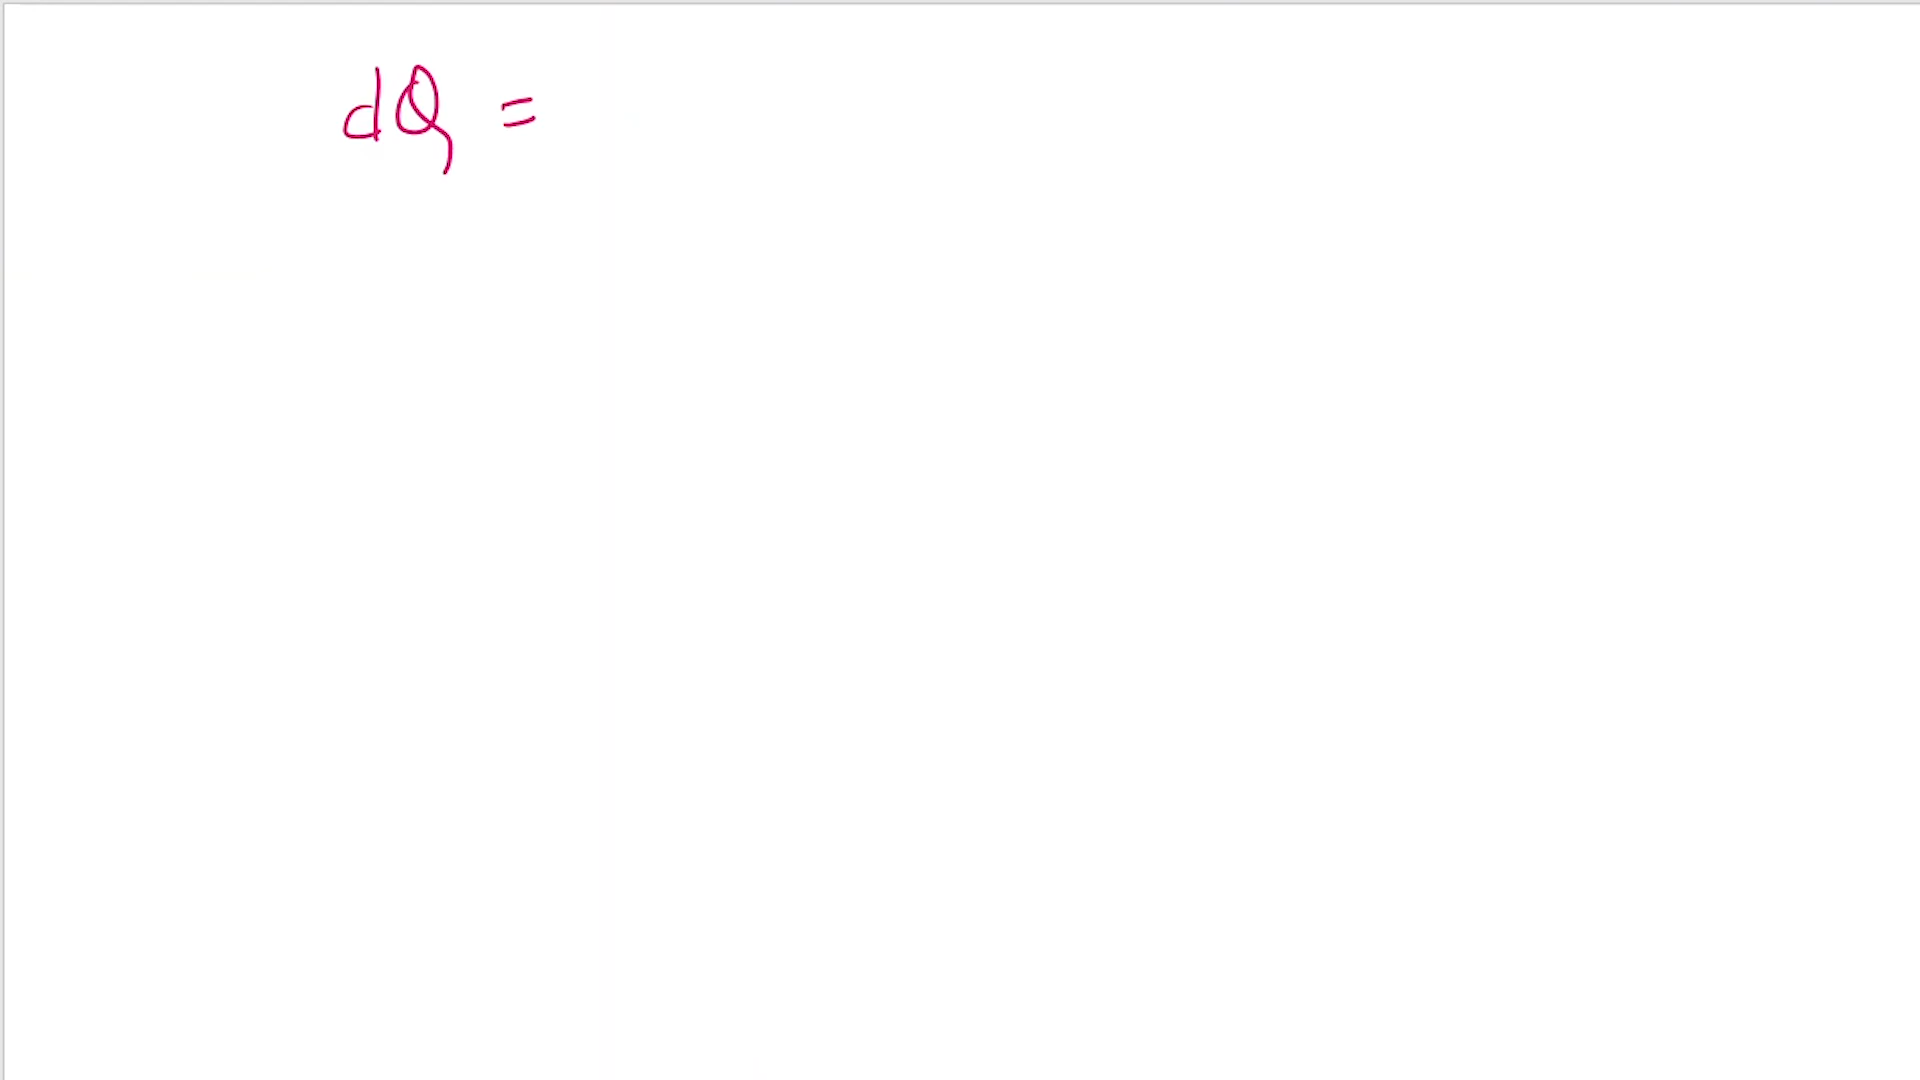 dQ =